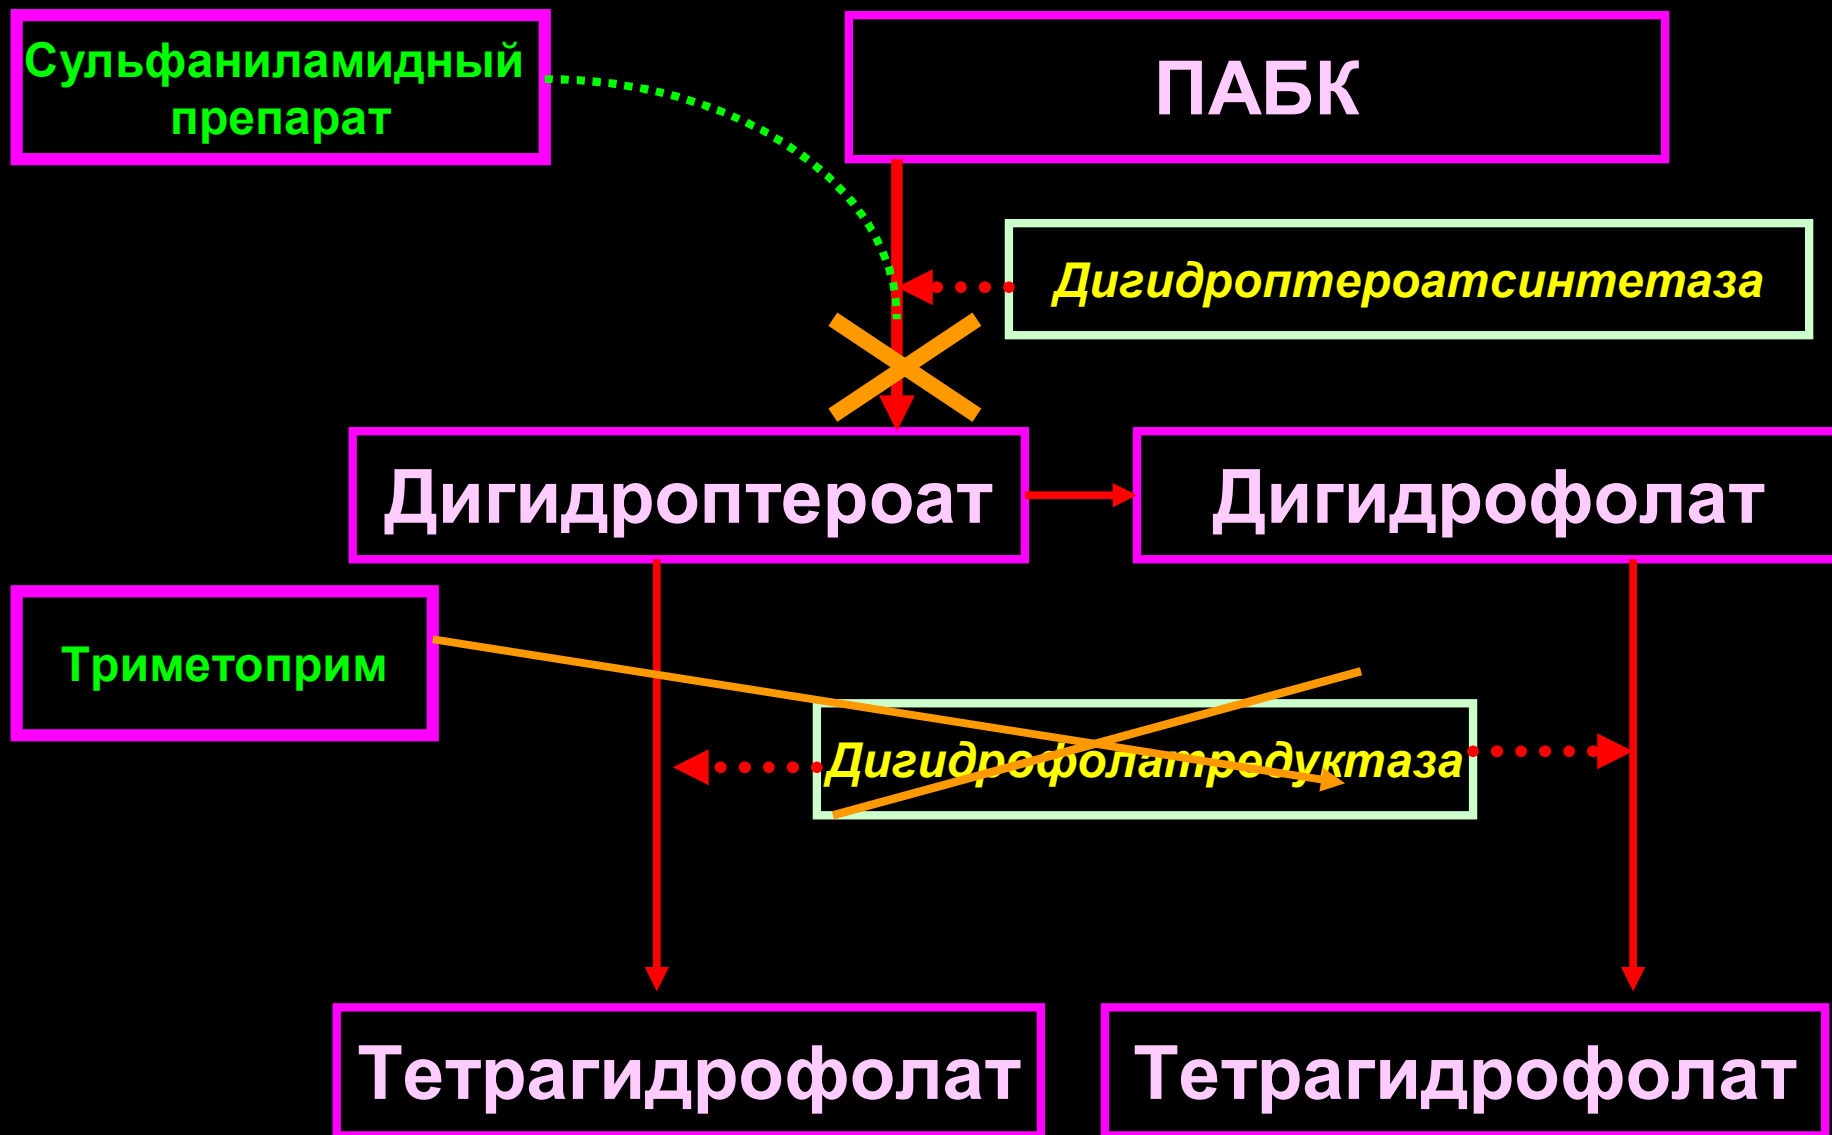 Сульфаниламидный
препарат
ПАБК
Дигидроптероатсинтетаза
Дигидроптероат
Дигидрофолат
Триметоприм
Дигидрофолатредуктаза
Тетрагидрофолат
Тетрагидрофолат